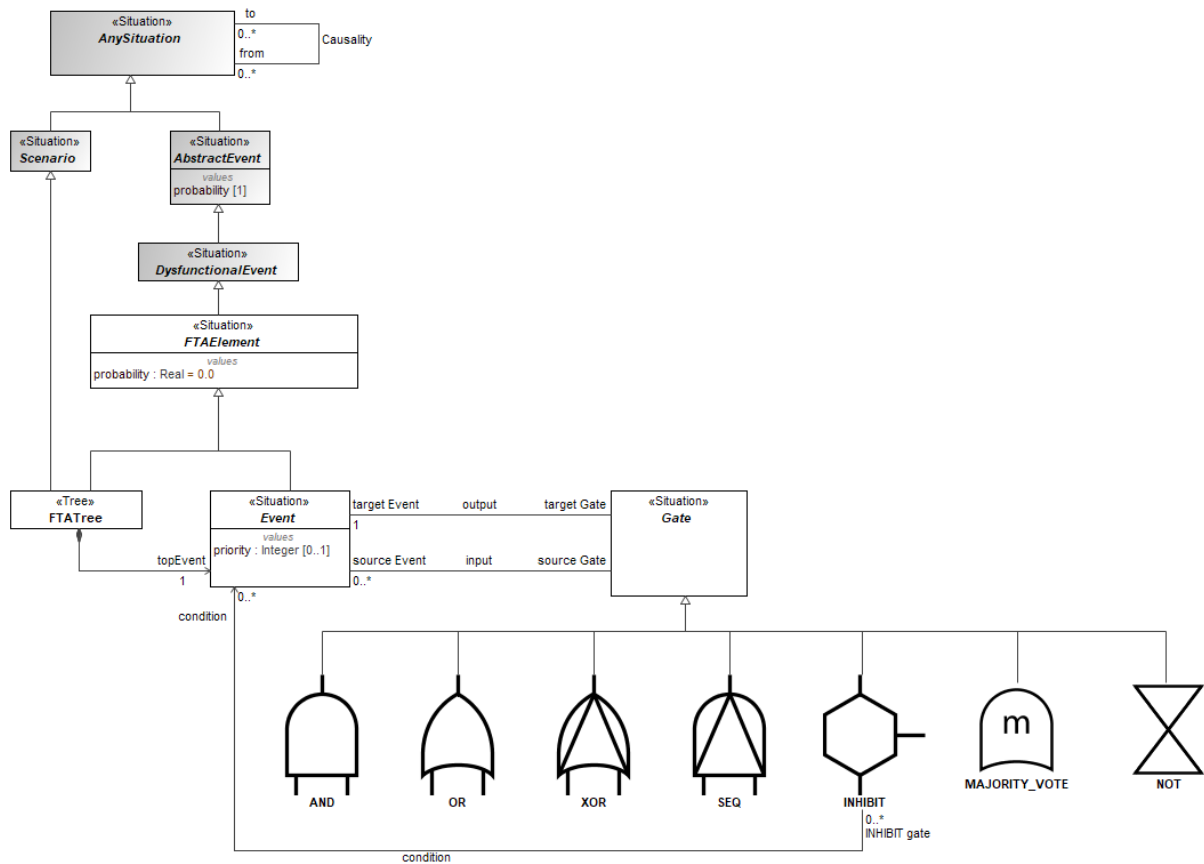 «Situation»
AnySituation
to
0..*
Causality
from
0..*
«Situation»
Scenario
«Situation»
AbstractEvent
values
probability [1]
«Situation»
DysfunctionalEvent
«Situation»
FTAElement
values
probability : Real = 0.0
«Tree»
FTATree
«Situation»
Event
values
priority : Integer [0..1]
target Event
output
target Gate
1
source Event
input
source Gate
0..*
«Situation»
Gate
topEvent
1
0..*
condition
m
AND
OR
XOR
SEQ
INHIBIT
MAJORITY_VOTE
NOT
0..*
INHIBIT gate
condition